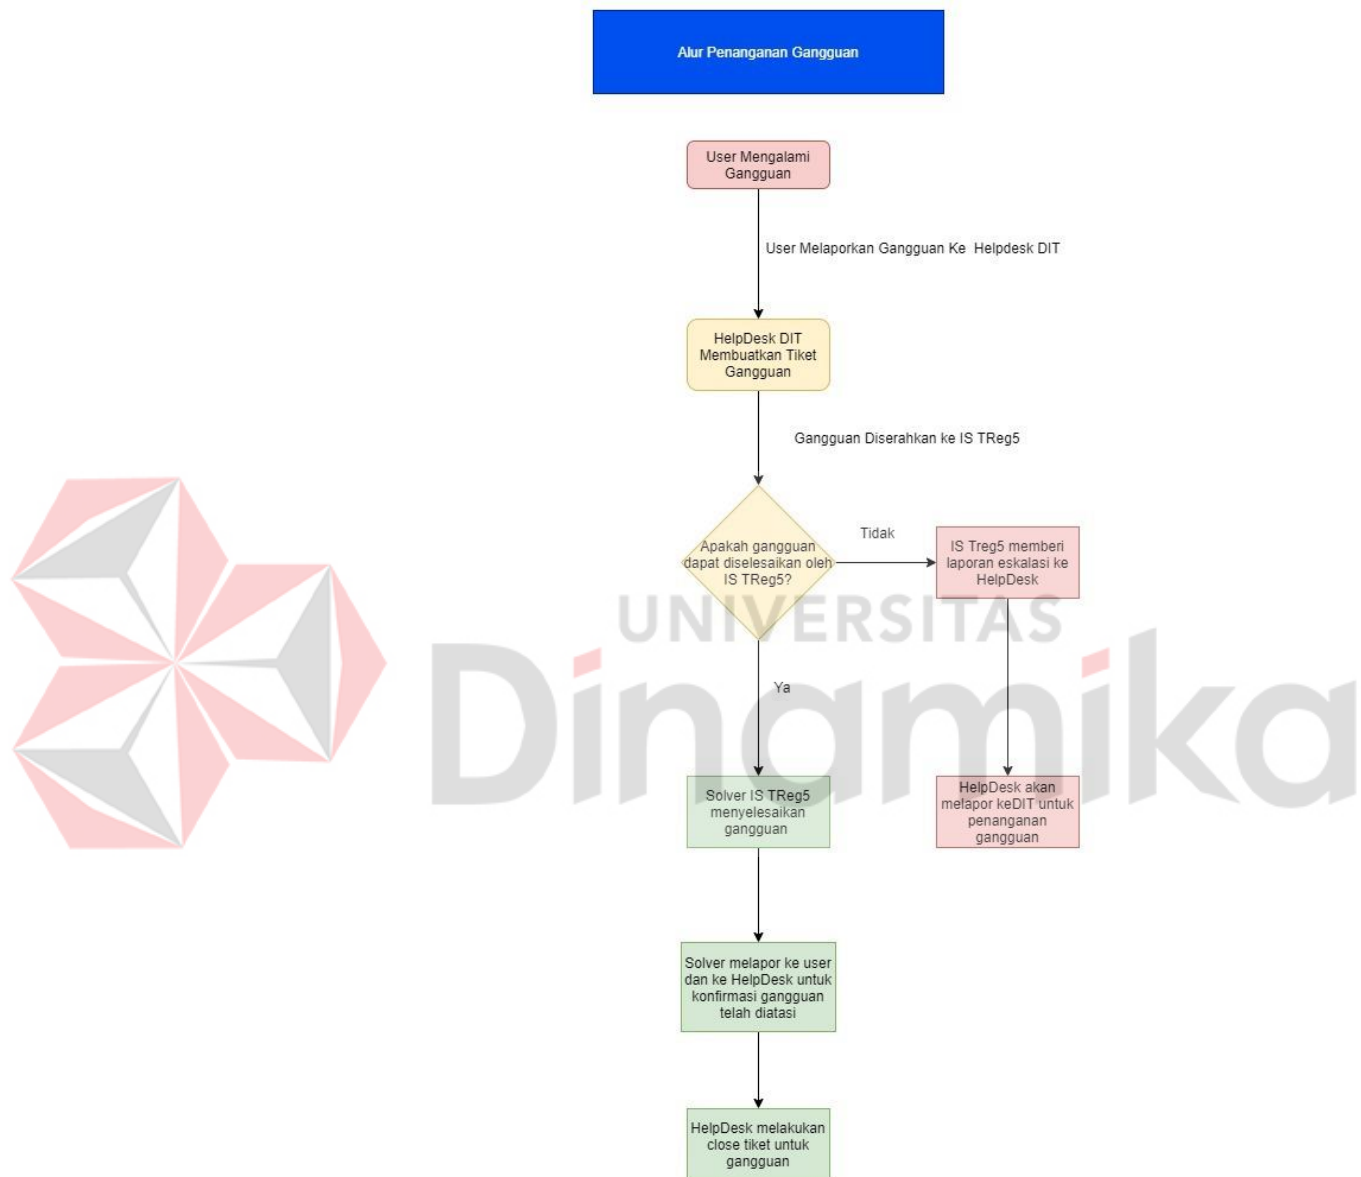 Alur Penanganan Gangguan
User Mengalami
Gangguan
User Melaporkan Gangguan Ke Helpdesk DIT
HelpDesk DIT
Membuatkan Tiket
Gangguan
Gangguan Diserahkan ke IS TReg5
Apakah gangguan
dapat diselesaikan oleh
IS TReg5?
Tidak
IS Treg5 memberi
laporan eskalasi ke
HelpDesk
UNIVERSITAS
Dinamika
Ya
Solver IS TReg5
menyelesaikan
gangguan
HelpDesk akan
melapor keDIT untuk
penanganan
gangguan
Solver melapor ke user
dan ke HelpDesk untuk
konfirmasi gangguan
telah diatasi
HelpDesk melakukan
close tiket untuk
gangguan